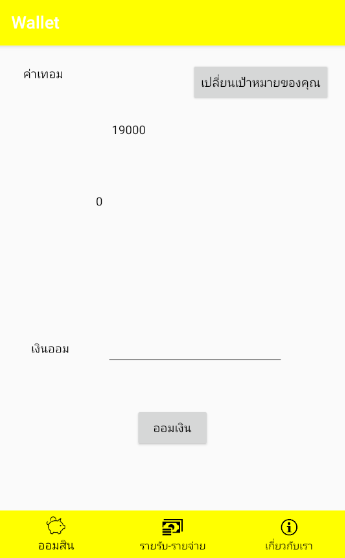 Wallet
ค่าเทอม
เปลี่ยนเป้าหมายของคุณ
19000
0
เงินออม
ออมเงิน
ออมสิน
รายรับ-รายจ่าย
เกี่ยวกับเรา